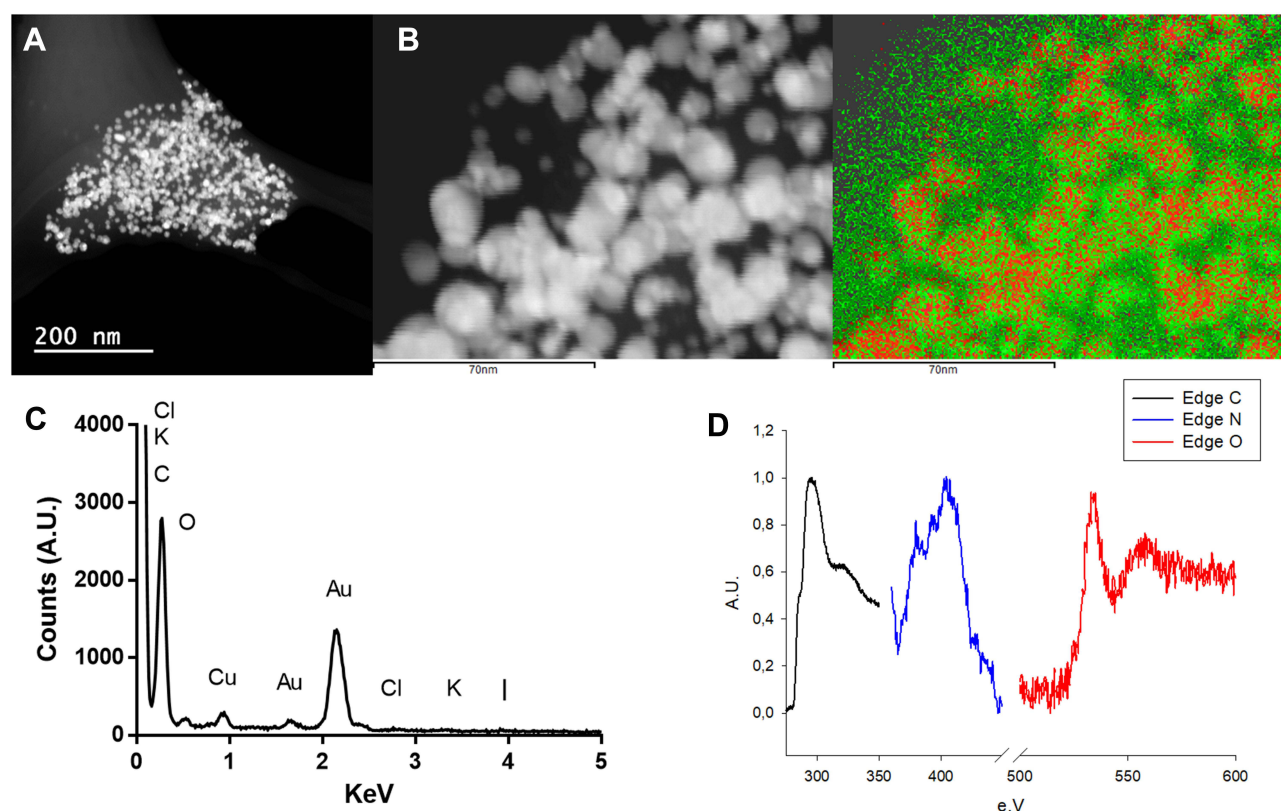 A
B
200 nm
70nm
70nm
C
Counts (A.U.)
4000
3000
2000
1000
0
Cl
K
C
O
Cu
Au
Au
Cl
K
I
0 1 2 3 4 5
KeV
D
Edge C
Edge N
Edge O
A.U.
1,2
1,0
0,8
0,6
0,4
0,2
0,0
300 350 400 500 550 600
e.V